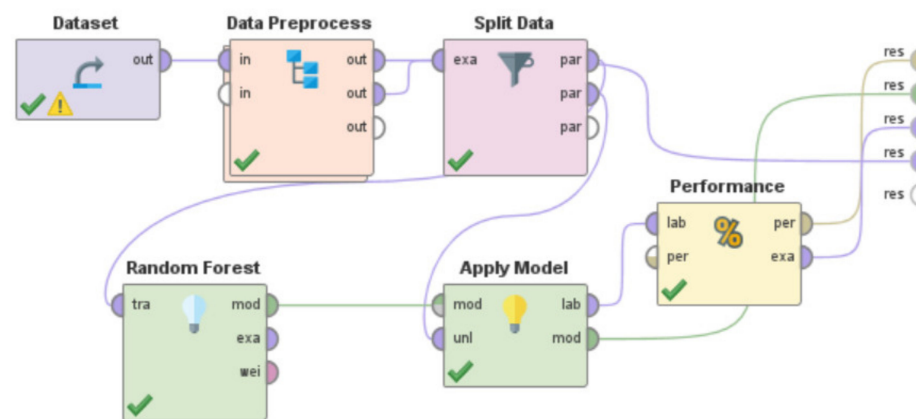 Dataset
out
Data Preprocess
in
in
out
out
out
Split Data
exa
par
par
par
res
res
res
res
res
Performance
lab
per
%
per
exa
Random Forest
tra
mod
exa
wei
Apply Model
mod
unl
lab
mod